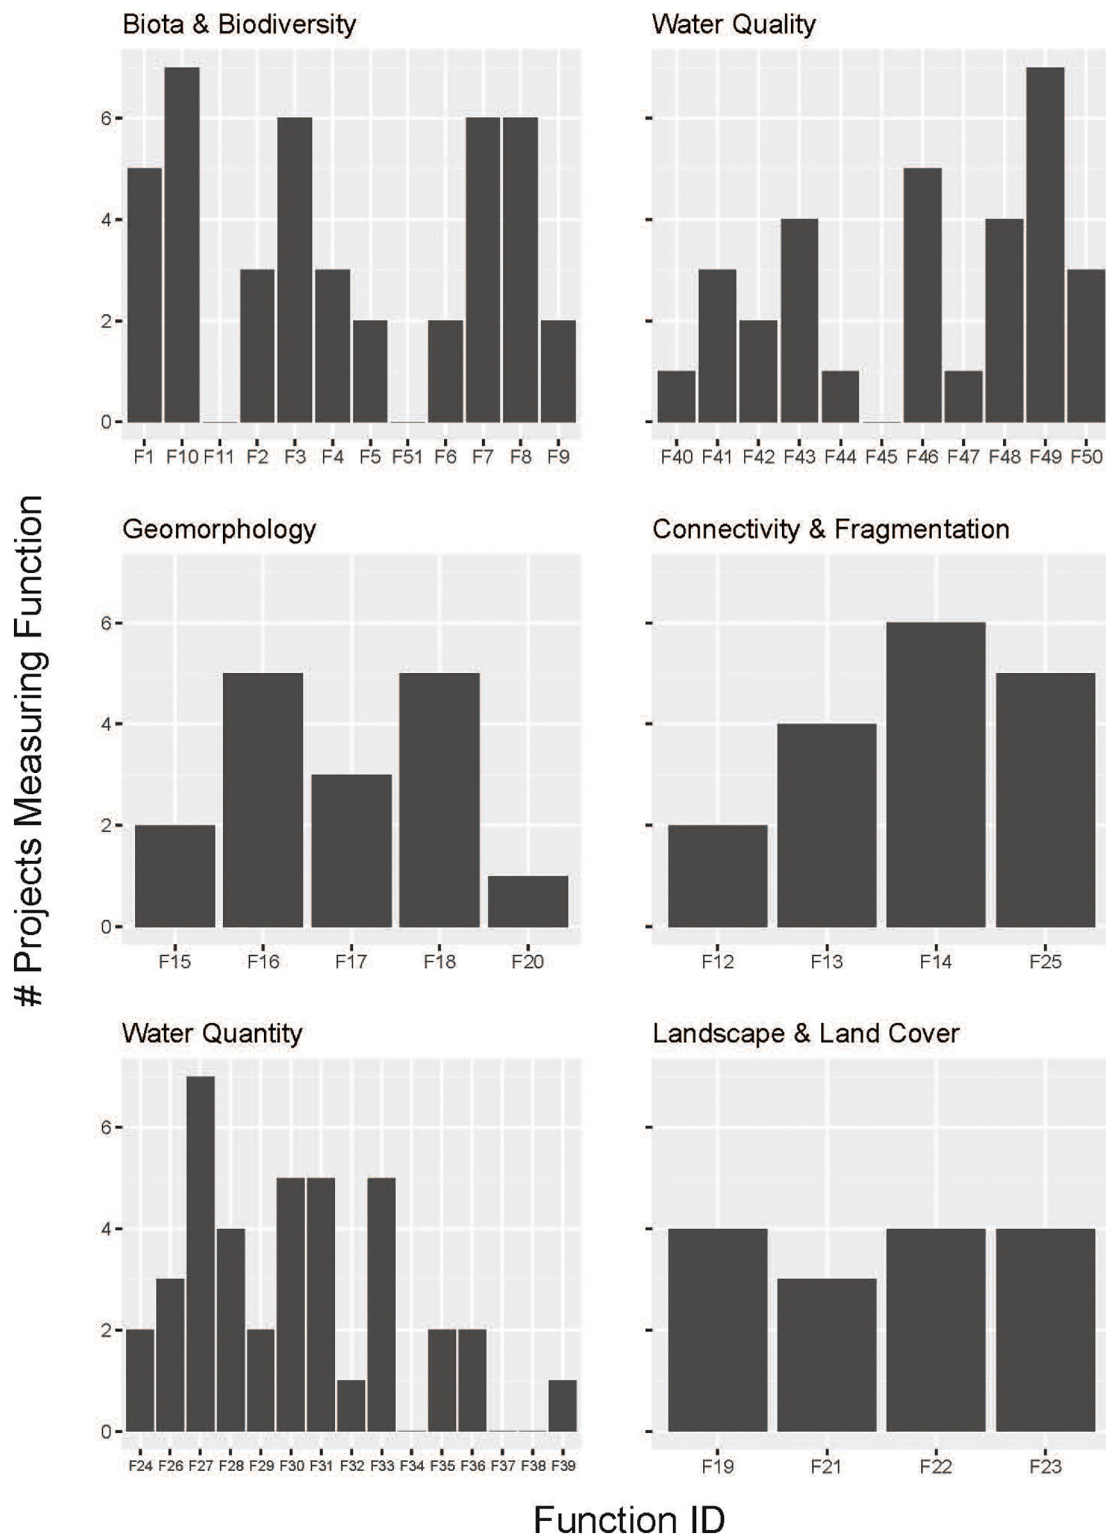 Biota & Biodiversity
6
4
2
0
F1 F10 F11 F2 F3 F4 F5 F51 F6 F7 F8 F9
Water Quality
F40 F41 F42 F43 F44 F45 F46 F47 F48 F49 F50
# Projects Measuring Function
Geomorphology
6
4
2
0
F15 F16 F17 F18 F20
Connectivity & Fragmentation
F12 F13 F14 F25
Water Quantity
6
4
2
0
F24 F26 F27 F28 F29 F30 F31 F32 F33 F34 F35 F36 F37 F38 F39
Landscape & Land Cover
F19 F21 F22 F23
Function ID